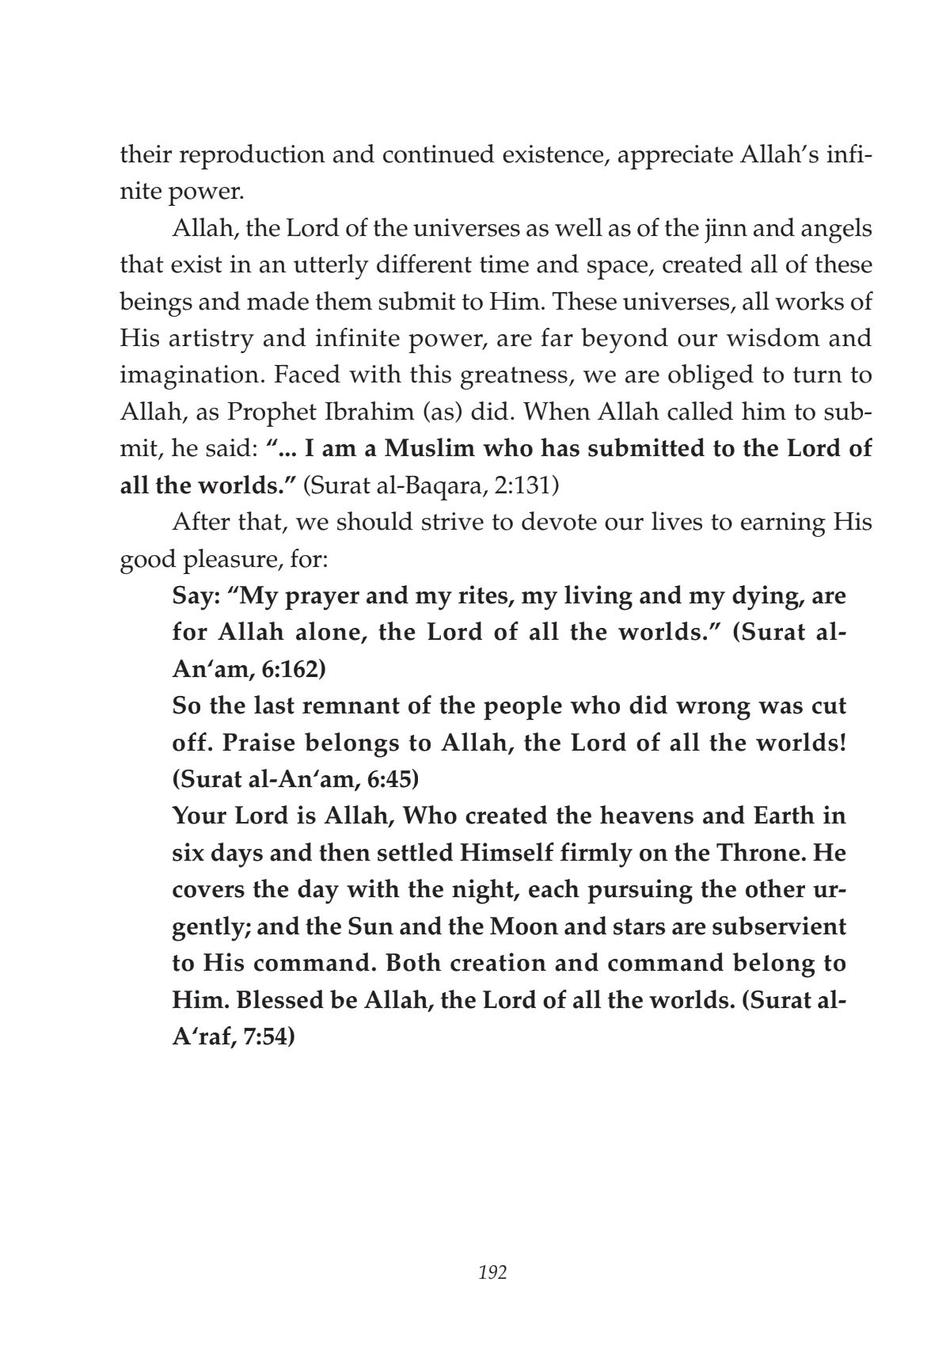 their reproduction and continued existence, appreciate Allah’s infi-
nite power.
Allah, the Lord of the universes as well as of the jinn and angels
that exist in an utterly different time and space, created all of these
beings and made them submit to Him. These universes, all works of
His artistry and infinite power, are far beyond our wisdom and
imagination. Faced with this greatness, we are obliged to turn to
Allah, as Prophet Ibrahim (as) did. When Allah called him to sub-
mit, he said: “... I am a Muslim who has submitted to the Lord of
all the worlds.” (Surat al-Baqara, 2:131)
After that, we should strive to devote our lives to earning His
good pleasure, for:
Say: “My prayer and my rites, my living and my dying, are
for Allah alone, the Lord of all the worlds.” (Surat al-
An‘am, 6:162)
So the last remnant of the people who did wrong was cut
off. Praise belongs to Allah, the Lord of all the worlds!
(Surat al-An‘am, 6:45)
Your Lord is Allah, Who created the heavens and Earth in
six days and then settled Himself firmly on the Throne. He
covers the day with the night, each pursuing the other ur-
gently; and the Sun and the Moon and stars are subservient
to His command. Both creation and command belong to
Him. Blessed be Allah, the Lord of all the worlds. (Surat al-
A‘raf, 7:54)
192